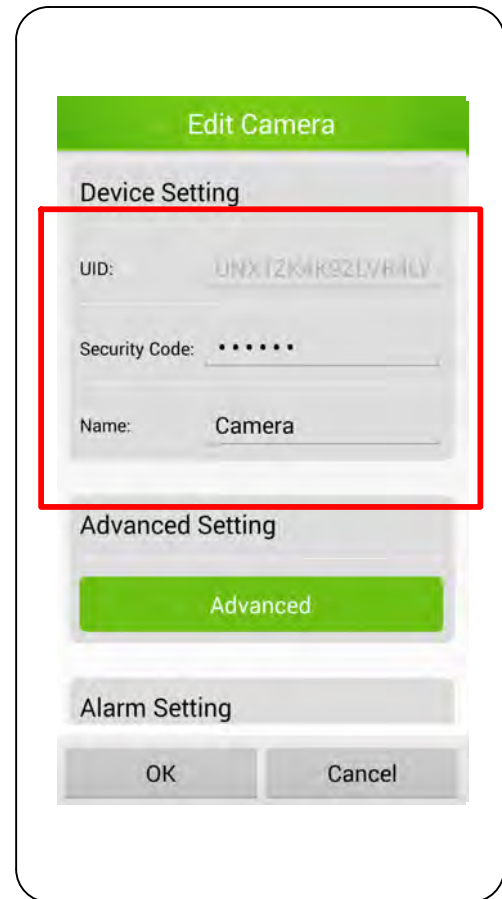 Edit Camera
Device Setting
UID:
Security Code: ••••••
Name: Camera
Advanced Setting
Advanced
Alarm Setting
OK Cancel